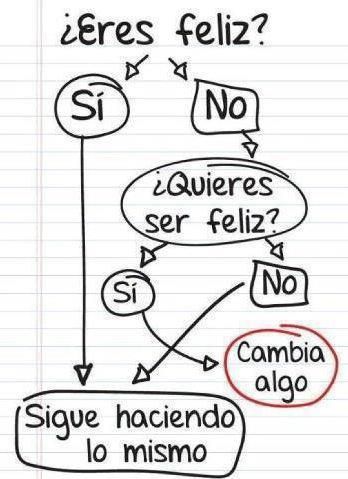 ¿Eres feliz?
Sí
No
¿Quieres
ser feliz?
Sí
No
Cambia
algo
Sigue haciendo
lo mismo